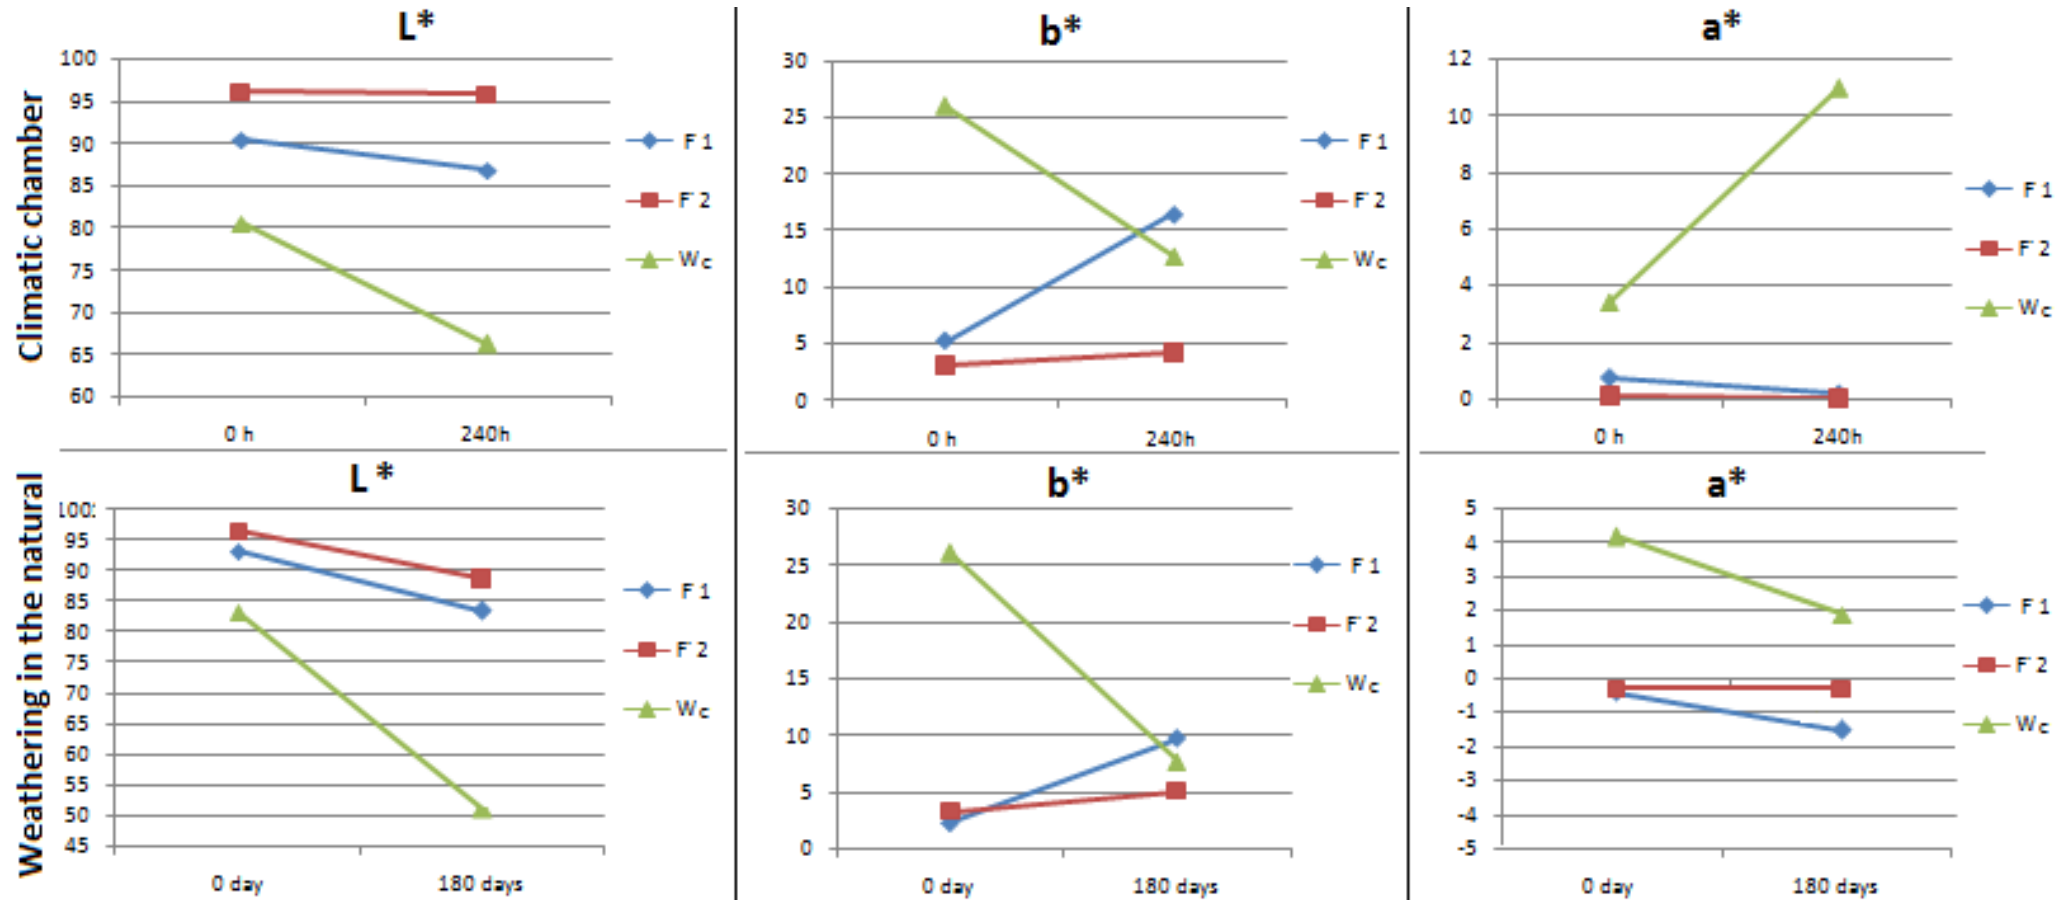 Climatic chamber
L*
100
95
90
85
80
75
70
65
60
0 h
240h
F 1
F 2
Wc
b*
30
25
20
15
10
5
0
0 h
240h
F 1
F 2
Wc
a*
12
10
8
6
4
2
0
0 h
240h
F 1
F 2
Wc
Weathering in the natural
L*
100
95
90
85
80
75
70
65
60
55
50
45
0 day
180 days
F 1
F 2
Wc
b*
30
25
20
15
10
5
0
0 day
180 days
F 1
F 2
Wc
a*
5
4
3
2
1
0
-1
-2
-3
-4
-5
0 day
180 days
F 1
F 2
Wc